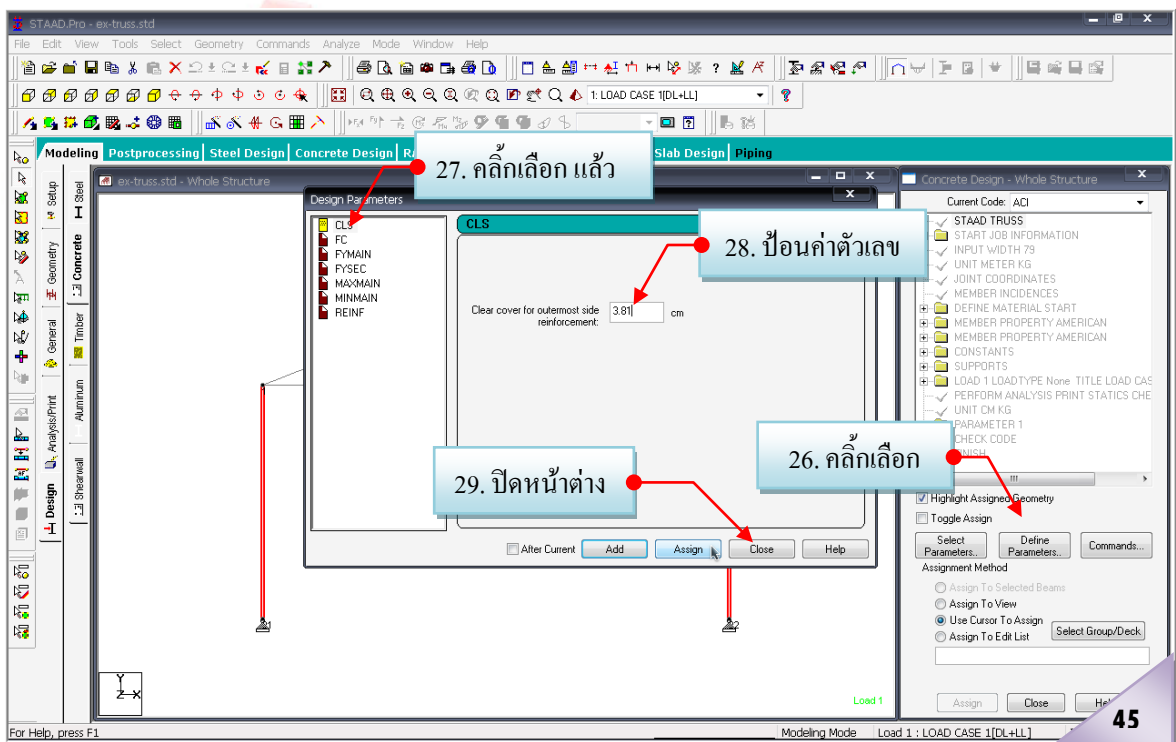 STAAD.Pro - ex-truss.std
File Edit View Tools Select Geometry Commands Analyze Mode Window Help
1: LOAD CASE 1[DL+LL]
Modeling Postprocessing Steel Design Concrete Design Slab Design Piping
27. คลิ้กเลือก แล้ว
ex-truss.std - Whole Structure
Design Parameters
CLS
FC
FYMAIN
FYSEC
MAXMAIN
MINMAIN
REINF
CLS
28. ป้อนค่าตัวเลข
Clear cover for outermost side reinforcement: 3.81 cm
26. คลิ้กเลือก
29. ปิดหน้าต่าง
After Current Add Assign Close Help
Setup
Geometry
General
Analysis/Print
Design
Steel
Concrete
Timber
Aluminum
Shearwall
Concrete Design - Whole Structure
Current Code: ACI
STAAD TRUSS
START JOB INFORMATION
INPUT WIDTH 79
UNIT METER KG
JOINT COORDINATES
MEMBER INCIDENCES
DEFINE MATERIAL START
MEMBER PROPERTY AMERICAN
MEMBER PROPERTY AMERICAN
CONSTANTS
SUPPORTS
LOAD 1 LOADTYPE None TITLE LOAD CAS
PERFORM ANALYSIS PRINT STATICS CHE
UNIT CM KG
PARAMETER 1
CHECK CODE
Highlight Assigned Geometry
Toggle Assign
Select Parameters.. Define Parameters.. Commands...
Assignment Method
Assign To Selected Beams
Assign To View
Use Cursor To Assign
Assign To Edit List
Select Group/Deck
Assign Close
Y
Z X
Load 1
45
For Help, press F1
Modeling Mode
Load 1 : LOAD CASE 1[DL+LL]